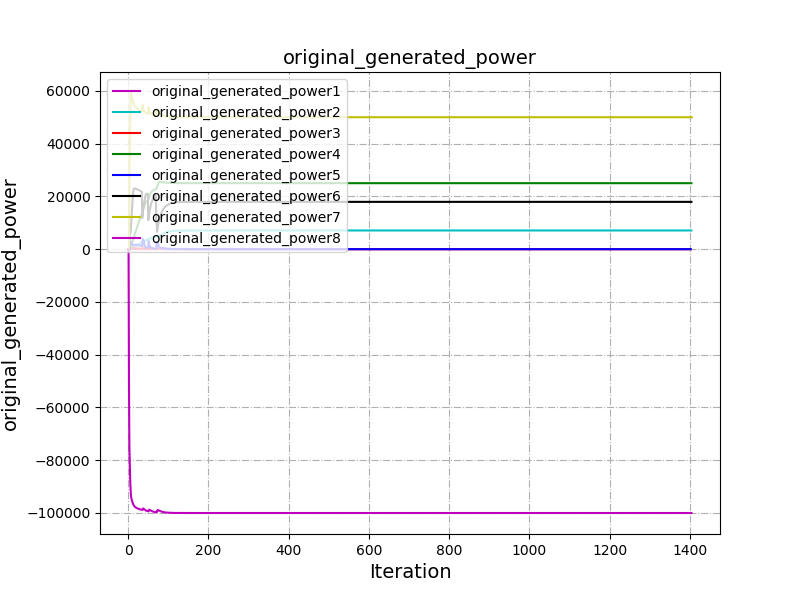 original_generated_power
original_generated_power
60000
40000
20000
0
−20000
−40000
−60000
−80000
−100000
original_generated_power1
original_generated_power2
original_generated_power3
original_generated_power4
original_generated_power5
original_generated_power6
original_generated_power7
original_generated_power8
0 200 400 600 800 1000 1200 1400
Iteration